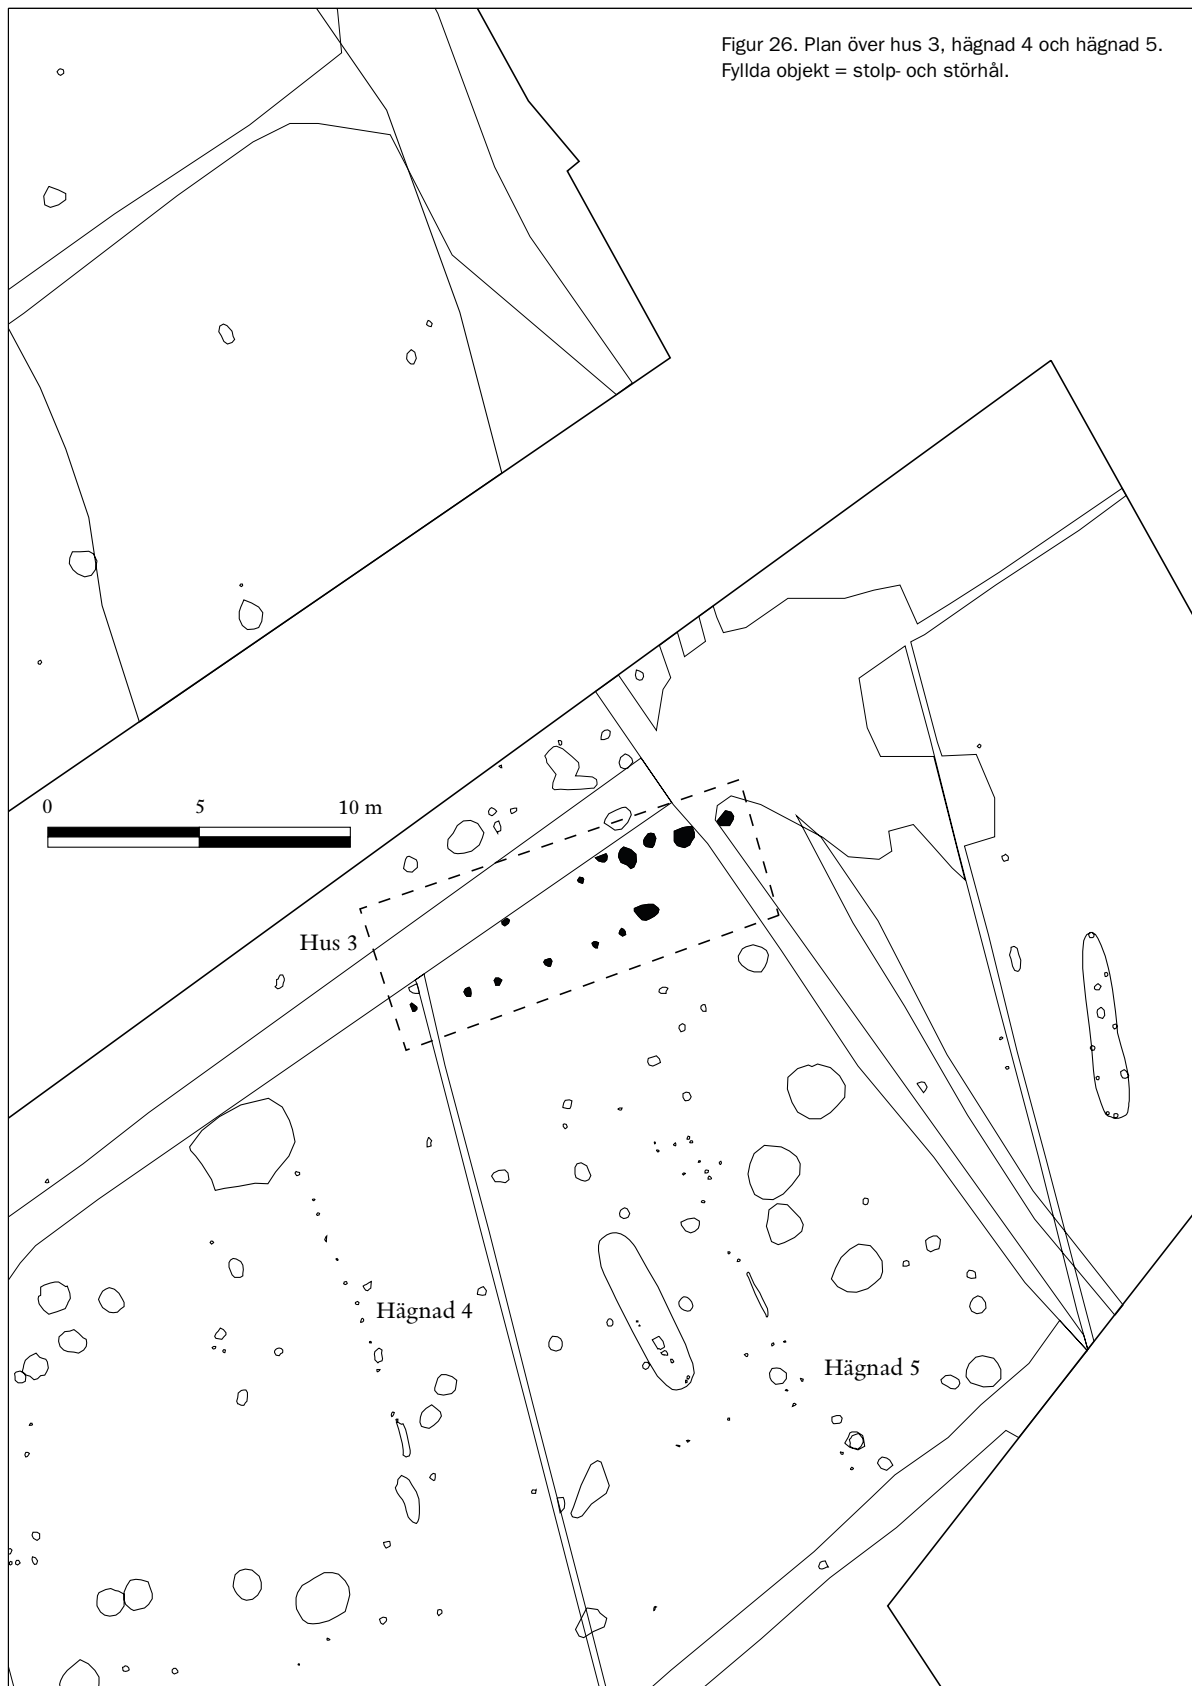 Figur 26. Plan över hus 3, hägnad 4 och hägnad 5.
Fyllda objekt = stolp- och störhål.
0 5 10 m
Hus 3
Hägnad 4
Hägnad 5